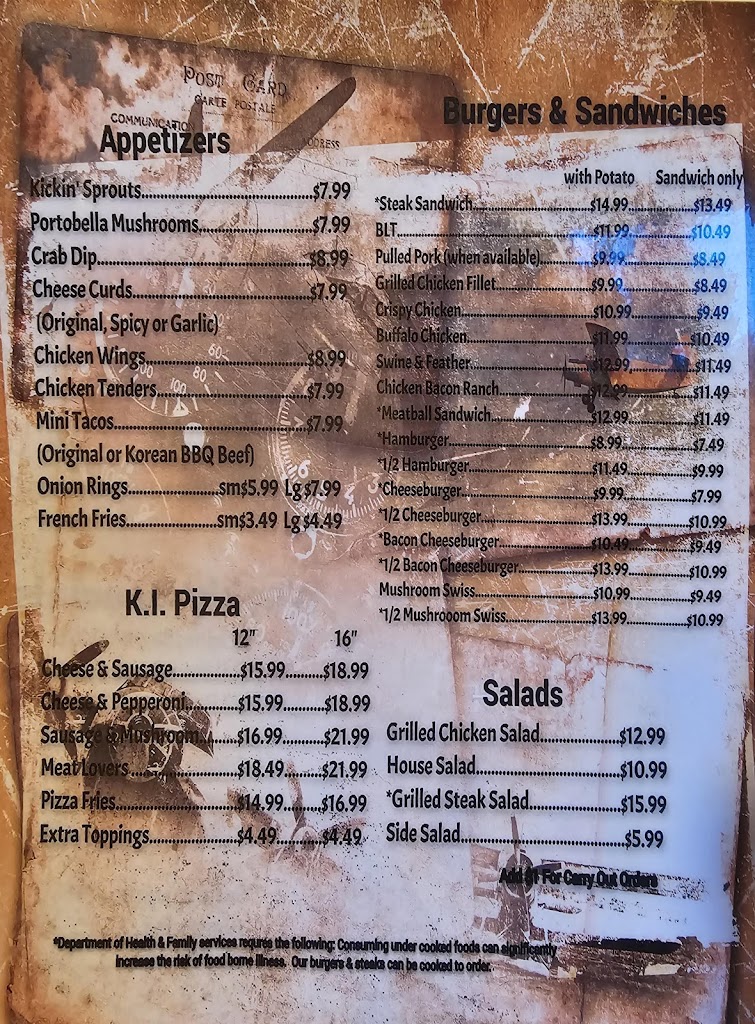 POST CARD
CARTE POSTALE
COMMUNICATION
ADDRESS
Appetizers
Kickin' Sprouts $7.99
Portobella Mushrooms $7.99
Crab Dip $8.99
Cheese Curds $7.99
(Original, Spicy or Garlic)
Chicken Wings $8.99
Chicken Tenders $7.99
Mini Tacos $7.99
(Original or Korean BBQ Beef)
Onion Rings sm$5.99 Lg $7.99
French Fries sm$3.49 Lg $4.49
K.I. Pizza
12" 16"
Cheese & Sausage $15.99 $18.99
Cheese & Pepperoni $15.99 $18.99
Sausage & Mushroom $16.99 $21.99
Meat Lovers $18.49 $21.99
Pizza Fries $14.99 $16.99
Extra Toppings $4.49 $4.49
Burgers & Sandwiches
with Potato Sandwich only
*Steak Sandwich $14.99 $13.49
BLT $11.99 $10.49
Pulled Pork (when available) $9.99 $8.49
Grilled Chicken Fillet $9.99 $8.49
Crispy Chicken $10.99 $9.49
Buffalo Chicken $11.99 $10.49
Swine & Feather $12.99 $11.49
Chicken Bacon Ranch $12.99 $11.49
*Meatball Sandwich $12.99 $11.49
*Hamburger $8.99 $7.49
*1/2 Hamburger $11.49 $9.99
*Cheeseburger $9.99 $7.99
*1/2 Cheeseburger $13.99 $10.99
*Bacon Cheeseburger $10.49 $9.49
*1/2 Bacon Cheeseburger $13.99 $10.99
Mushroom Swiss $10.99 $9.49
*1/2 Mushrooom Swiss $13.99 $10.99
Salads
Grilled Chicken Salad $12.99
House Salad $10.99
*Grilled Steak Salad $15.99
Side Salad $5.99
Add $1 For Carry Out Orders
*Department of Health & Family services requires the following: Consuming under cooked foods can significantly
increase the risk of food borne illness. Our burgers & steaks can be cooked to order.